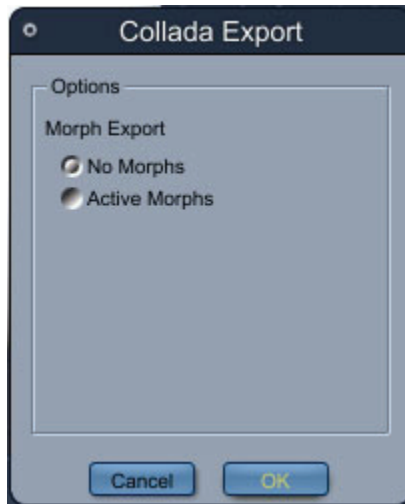 Collada Export
Options
Morph Export
No Morphs
Active Morphs
Cancel
OK